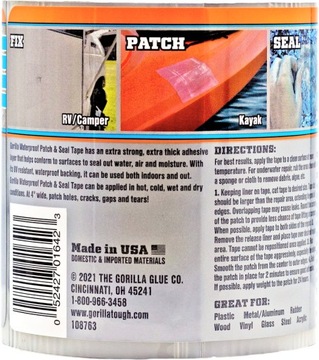 FIX
PATCH
SEAL
RV/Camper
Kayak
Gorilla Waterproof Patch & Seal Tape has an extra strong, extra thick adhesive
layer that helps conform to surfaces to seal out water, air and moisture. With
its UV resistant, waterproof backing, it can be used both indoors and out.
Gorilla Waterproof Patch & Seal Tape can be applied in hot, cold, wet and dry
conditions. At 4" wide, patch holes, cracks, gaps and tears!
DIRECTIONS:
For best results, apply the tape to a clean surface
temperature. For underwater repair, rub the
a sponge or cloth to remove debris, etc.
1. Keeping liner on tape, cut tape to desired size.
should be larger than the repair area, extending
edges. Overlapping tape may cause leaks.
of the patch to provide less chance of tape lifting
When possible, apply tape to both sides of the
Remove the release liner and place tape over
area. Tape cannot be repositioned once applied.
entire surface of the tape aggressively,
Smooth the patch from the center to
the patch in place for 2 minutes to ensure good
If possible, apply weight to the patch for 24
GREAT FOR:
Plastic Metal/Aluminum Rubber
Wood Vinyl Glass Steel Acrylic
Made in USA
DOMESTIC & IMPORTED MATERIALS
© 2021 THE GORILLA GLUE CO.
CINCINNATI, OH 45241
1-800-966-3458
www.gorillatough.com
108763
0 52427 01642 3